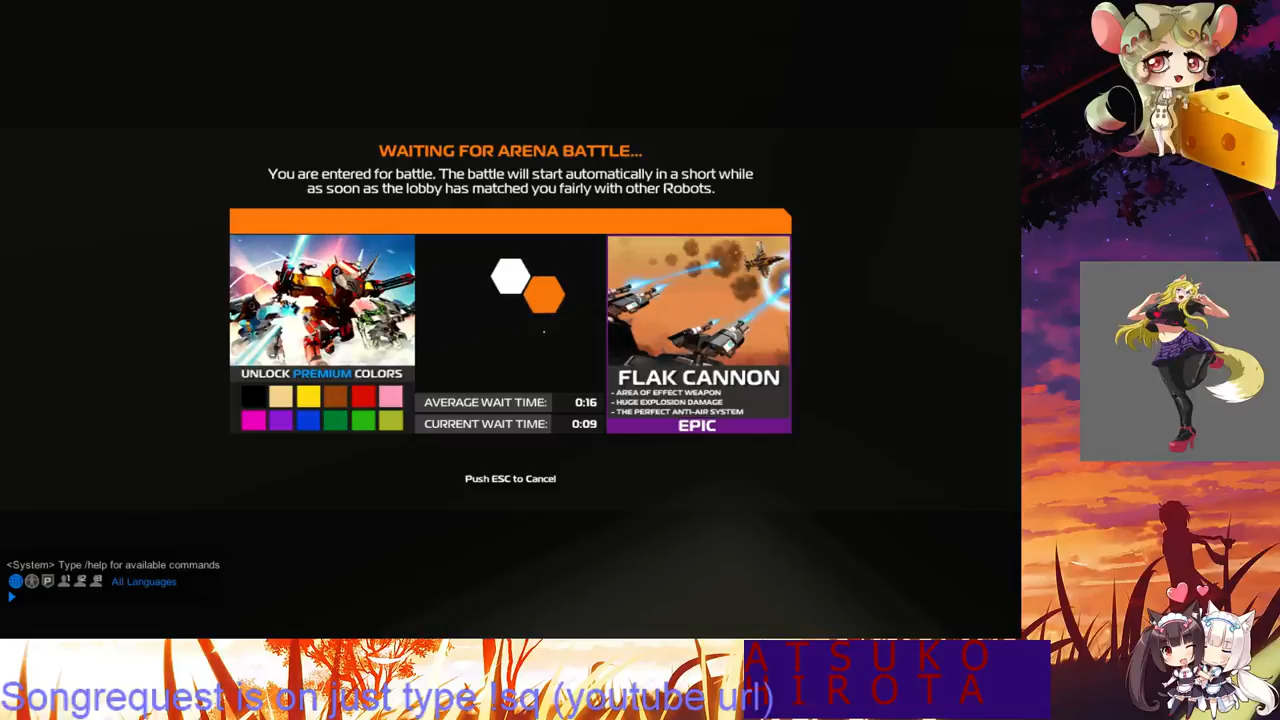 WAITING FOR ARENA BATTLE...
You are entered for battle. The battle will start automatically in a short while
as soon as the lobby has matched you fairly with other Robots.
UNLOCK PREMIUM COLORS
AVERAGE WAIT TIME: 0:16
CURRENT WAIT TIME: 0:09
FLAK CANNON
- AREA OF EFFECT WEAPON
- HUGE EXPLOSION DAMAGE
- THE PERFECT ANTI-AIR SYSTEM
EPIC
Push ESC to Cancel
<System> Type /help for available commands
P
All Languages
ATSUKO
HIROTA
Songrequest is on just type !sq (youtube url)